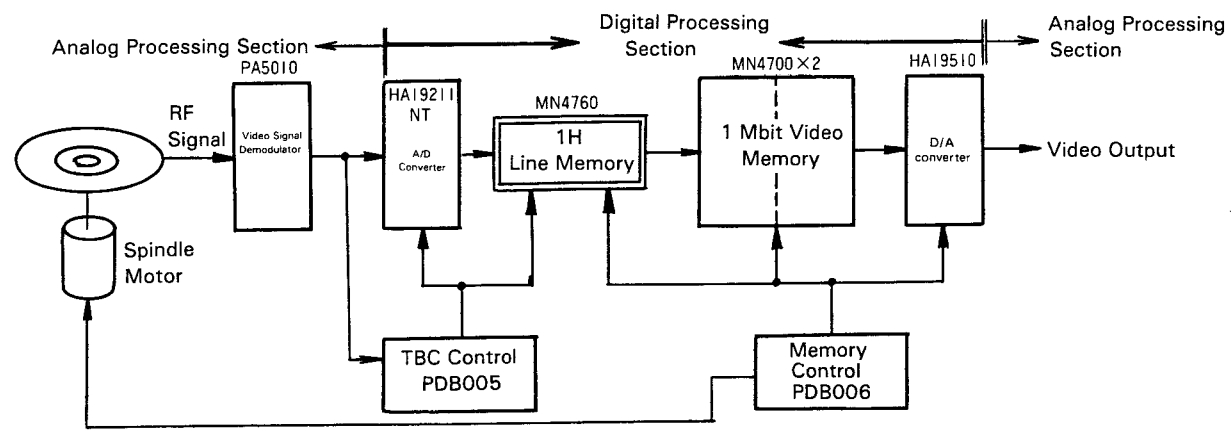 Analog Processing Section
Digital Processing
Section
Analog Processing
Section
PA5010
HA19211
NT
MN4760
MN4700×2
HA19510
RF
Signal
Video Signal
Demodulator
A/D
Converter
1H
Line Memory
1 Mbit Video
Memory
D/A
converter
Video Output
Spindle
Motor
TBC Control
PDB005
Memory
Control
PDB006